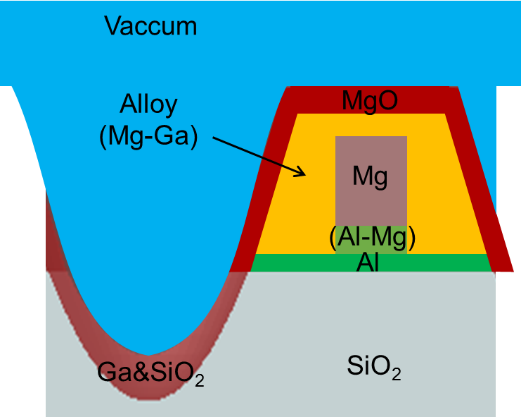 Vaccum
MgO
Alloy
(Mg-Ga)
Mg
(Al-Mg)
Al
Ga&SiO₂
SiO₂